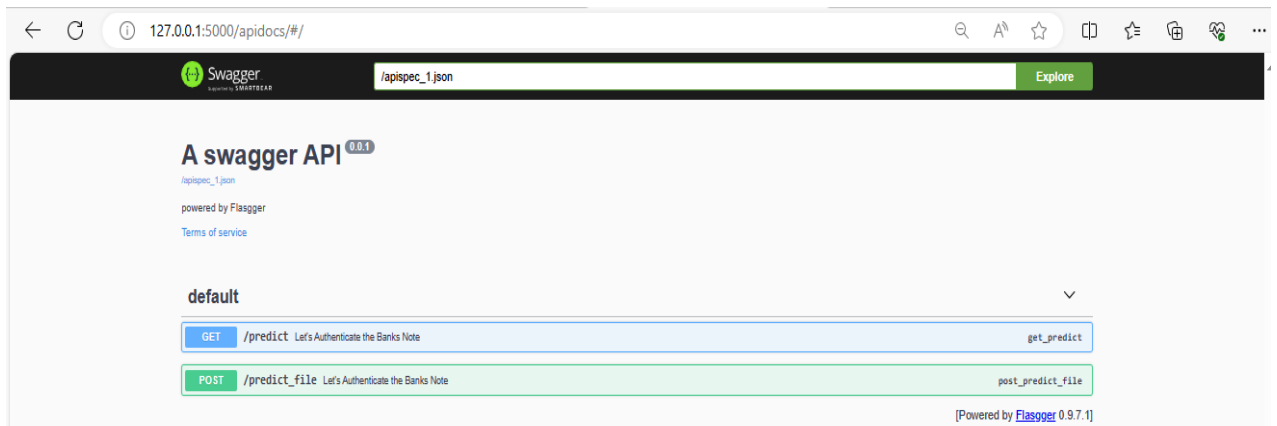 127.0.0.1:5000/apidocs/#/
Swagger
Supported by SMARTBEAR
/apispec_1.json
Explore
A swagger API 0.0.1
/apispec_1.json
powered by Flasgger
Terms of service
default
GET /predict Let's Authenticate the Banks Note get_predict
POST /predict_file Let's Authenticate the Banks Note post_predict_file
[Powered by Flasgger 0.9.7.1]